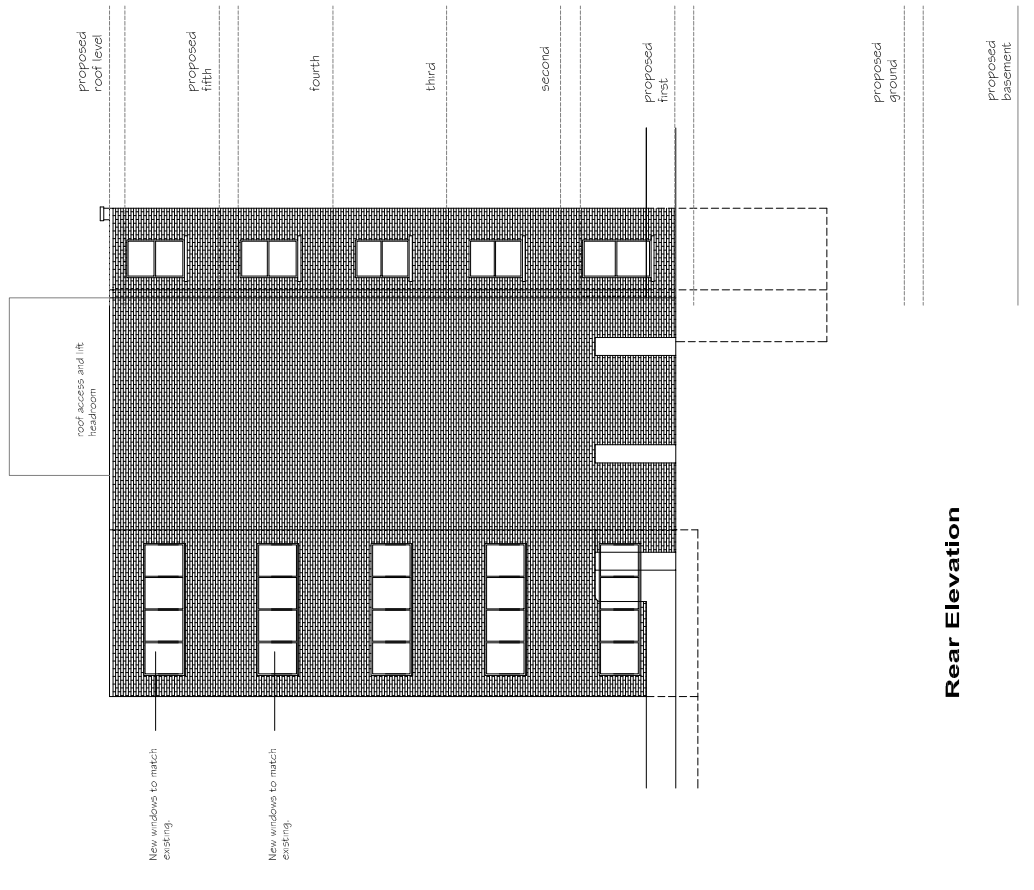 proposed
roof level
proposed
fifth
fourth
third
second
proposed
first
proposed
ground
proposed
basement
roof access and lift
headroom
New windows to match
existing.
New windows to match
existing.
Rear Elevation